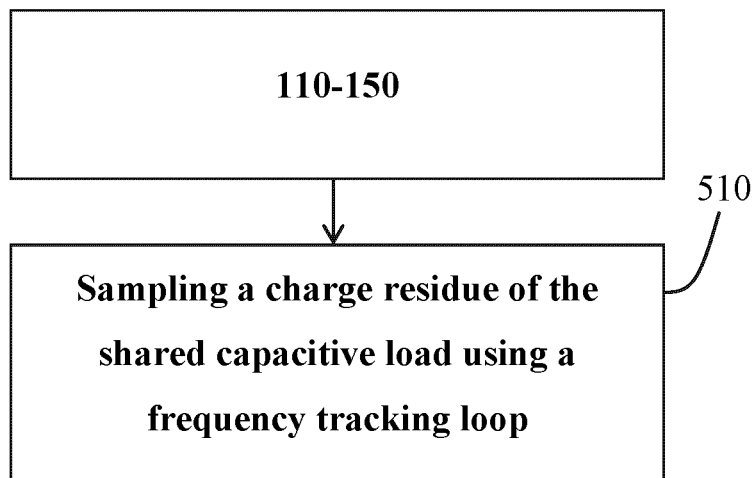 110-150
510
Sampling a charge residue of the
shared capacitive load using a
frequency tracking loop